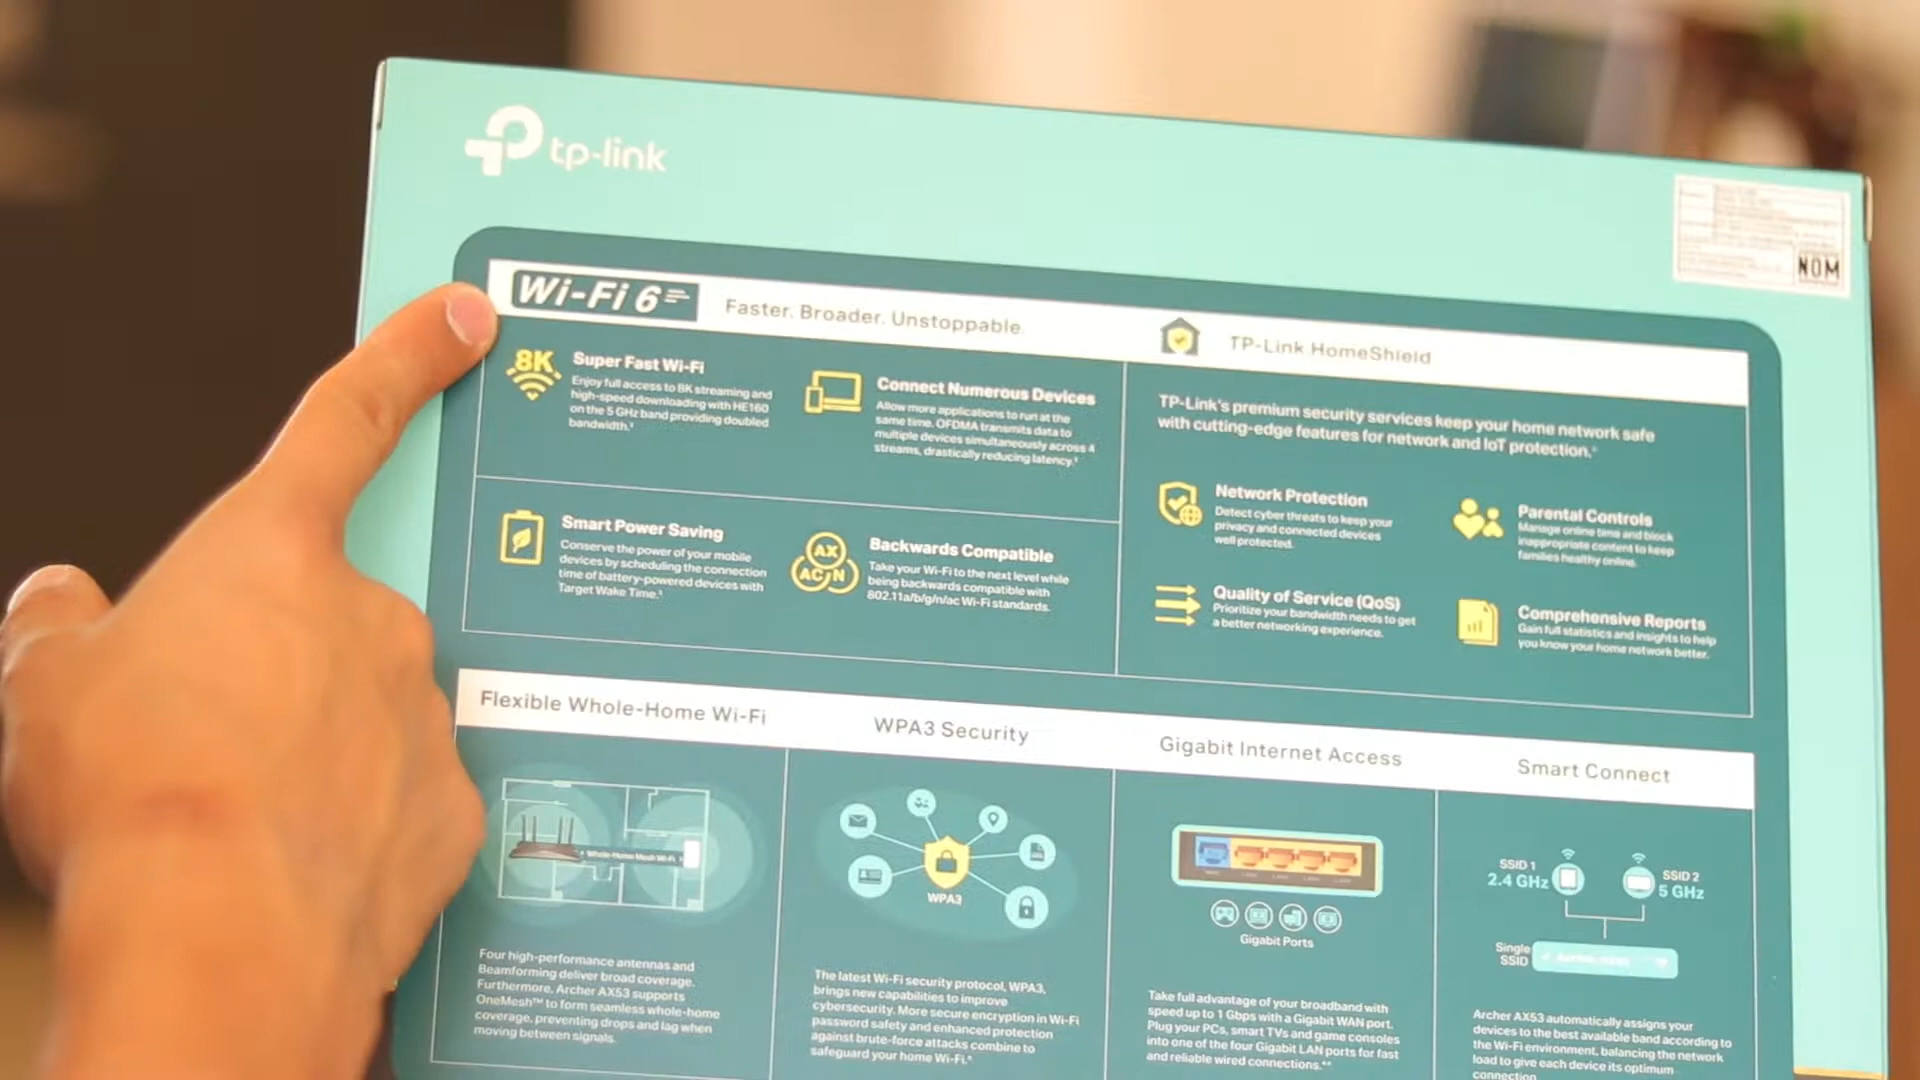 tp-link
NOM
Wi-Fi 6
Faster. Broader. Unstoppable.
TP-Link HomeShield
8K
Super Fast Wi-Fi
Enjoy full access to 8K streaming and
high-speed downloading with HE160
on the 5 GHz band providing doubled
bandwidth.
Connect Numerous Devices
Allow more applications to run at the
same time. OFDMA transmits data to
multiple devices simultaneously across 4
streams, drastically reducing latency.
Smart Power Saving
Conserve the power of your mobile
devices by scheduling the connection
time of battery-powered devices with
Target Wake Time.
AX
AC N
Backwards Compatible
Take your Wi-Fi to the next level while
being backwards compatible with
802.11a/b/g/n/ac Wi-Fi standards.
TP-Link's premium security services keep your home network safe
with cutting-edge features for network and IoT protection.
Network Protection
Detect cyber threats to keep your
privacy and connected devices
well protected.
Parental Controls
Manage online time and block
inappropriate content to keep
families healthy online.
Quality of Service (QoS)
Prioritize your bandwidth needs to get
a better networking experience.
Comprehensive Reports
Gain full statistics and insights to help
you know your home network better.
Flexible Whole-Home Wi-Fi
Whole-Home Mesh Wi-Fi
Four high-performance antennas and
Beamforming deliver broad coverage.
Furthermore, Archer AX53 supports
OneMesh™ to form seamless whole-home
coverage, preventing drops and lag when
moving between signals.
WPA3 Security
WPA3
The latest Wi-Fi security protocol, WPA3,
brings new capabilities to improve
cybersecurity. More secure encryption in Wi-Fi
password safety and enhanced protection
against brute-force attacks combine to
safeguard your home Wi-Fi.
Gigabit Internet Access
Gigabit Ports
Take full advantage of your broadband with
speed up to 1 Gbps with a Gigabit WAN port.
Plug your PCs, smart TVs and game consoles
into one of the four Gigabit LAN ports for fast
and reliable wired connections.**
Smart Connect
SSID 1
2.4 GHz
SSID 2
5 GHz
Single
SSID
Archer AX53 automatically assigns your
devices to the best available band according to
the Wi-Fi environment, balancing the network
load to give each device its optimum
connection.